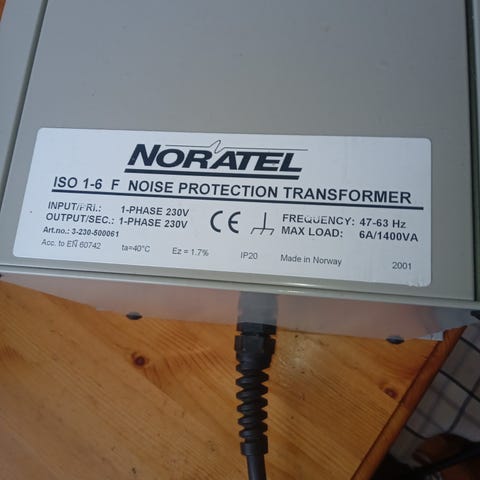 NORATEL
ISO 1-6 F NOISE PROTECTION TRANSFORMER
INPUT/PRI.: 1-PHASE 230V
OUTPUT/SEC.: 1-PHASE 230V
Art.no.: 3-230-500061
CE
FREQUENCY: 47-63 Hz
MAX LOAD: 6A/1400VA
Acc. to EN 60742 ta=40°C Ez = 1.7% IP20 Made in Norway 2001